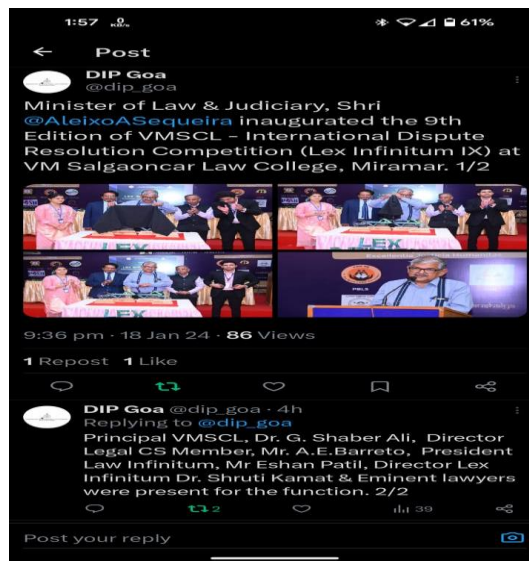 1:57 0 KB/s 61%
← Post
DIP Goa
@dip_goa
Minister of Law & Judiciary, Shri
@AleixoASequeira inaugurated the 9th
Edition of VMSCL – International Dispute
Resolution Competition (Lex Infinitum IX) at
VM Salgaoncar Law College, Miramar. 1/2
LEX
LEX
LEX
PBLS
9:36 pm · 18 Jan 24 · 86 Views
1 Repost 1 Like
DIP Goa @dip_goa · 4h
Replying to @dip_goa
Principal VMSCL, Dr. G. Shaber Ali, Director
Legal CS Member, Mr. A.E.Barreto, President
Law Infinitum, Mr Eshan Patil, Director Lex
Infinitum Dr. Shruti Kamat & Eminent lawyers
were present for the function. 2/2
2 39
Post your reply